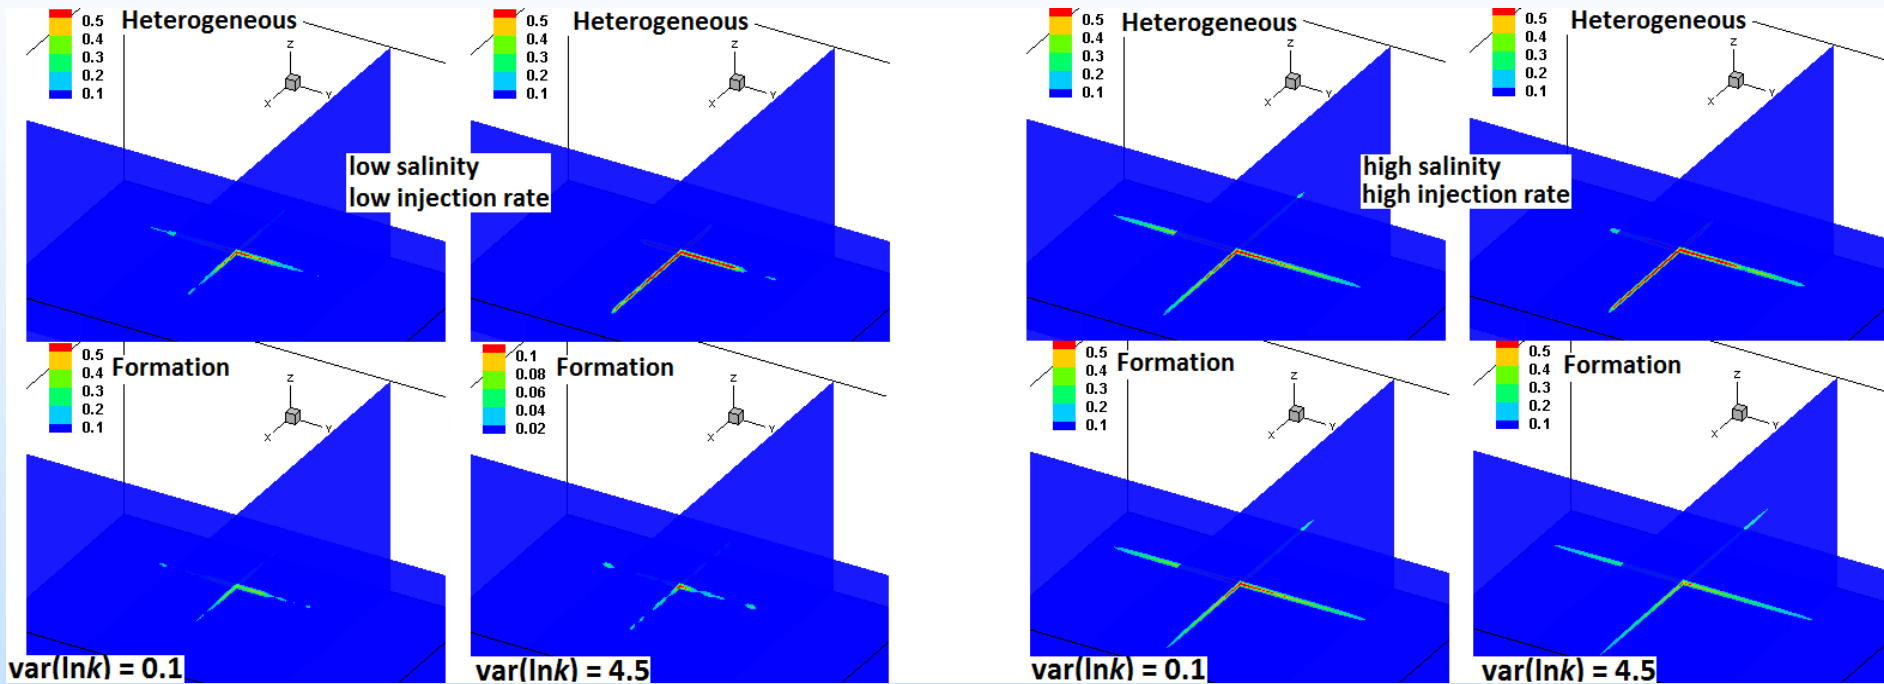 0.5
0.4
0.3
0.2
0.1
Heterogeneous
Z
X
Y
0.5
0.4
0.3
0.2
0.1
Heterogeneous
Z
X
Y
low salinity
low injection rate
0.5
0.4
0.3
0.2
0.1
Heterogeneous
Z
X
Y
0.5
0.4
0.3
0.2
0.1
Heterogeneous
Z
X
Y
high salinity
high injection rate
0.5
0.4
0.3
0.2
0.1
Formation
Z
X
Y
var(lnk) = 0.1
0.1
0.08
0.06
0.04
0.02
Formation
Z
X
Y
var(lnk) = 4.5
0.5
0.4
0.3
0.2
0.1
Formation
Z
X
Y
var(lnk) = 0.1
0.5
0.4
0.3
0.2
0.1
Formation
Z
X
Y
var(lnk) = 4.5